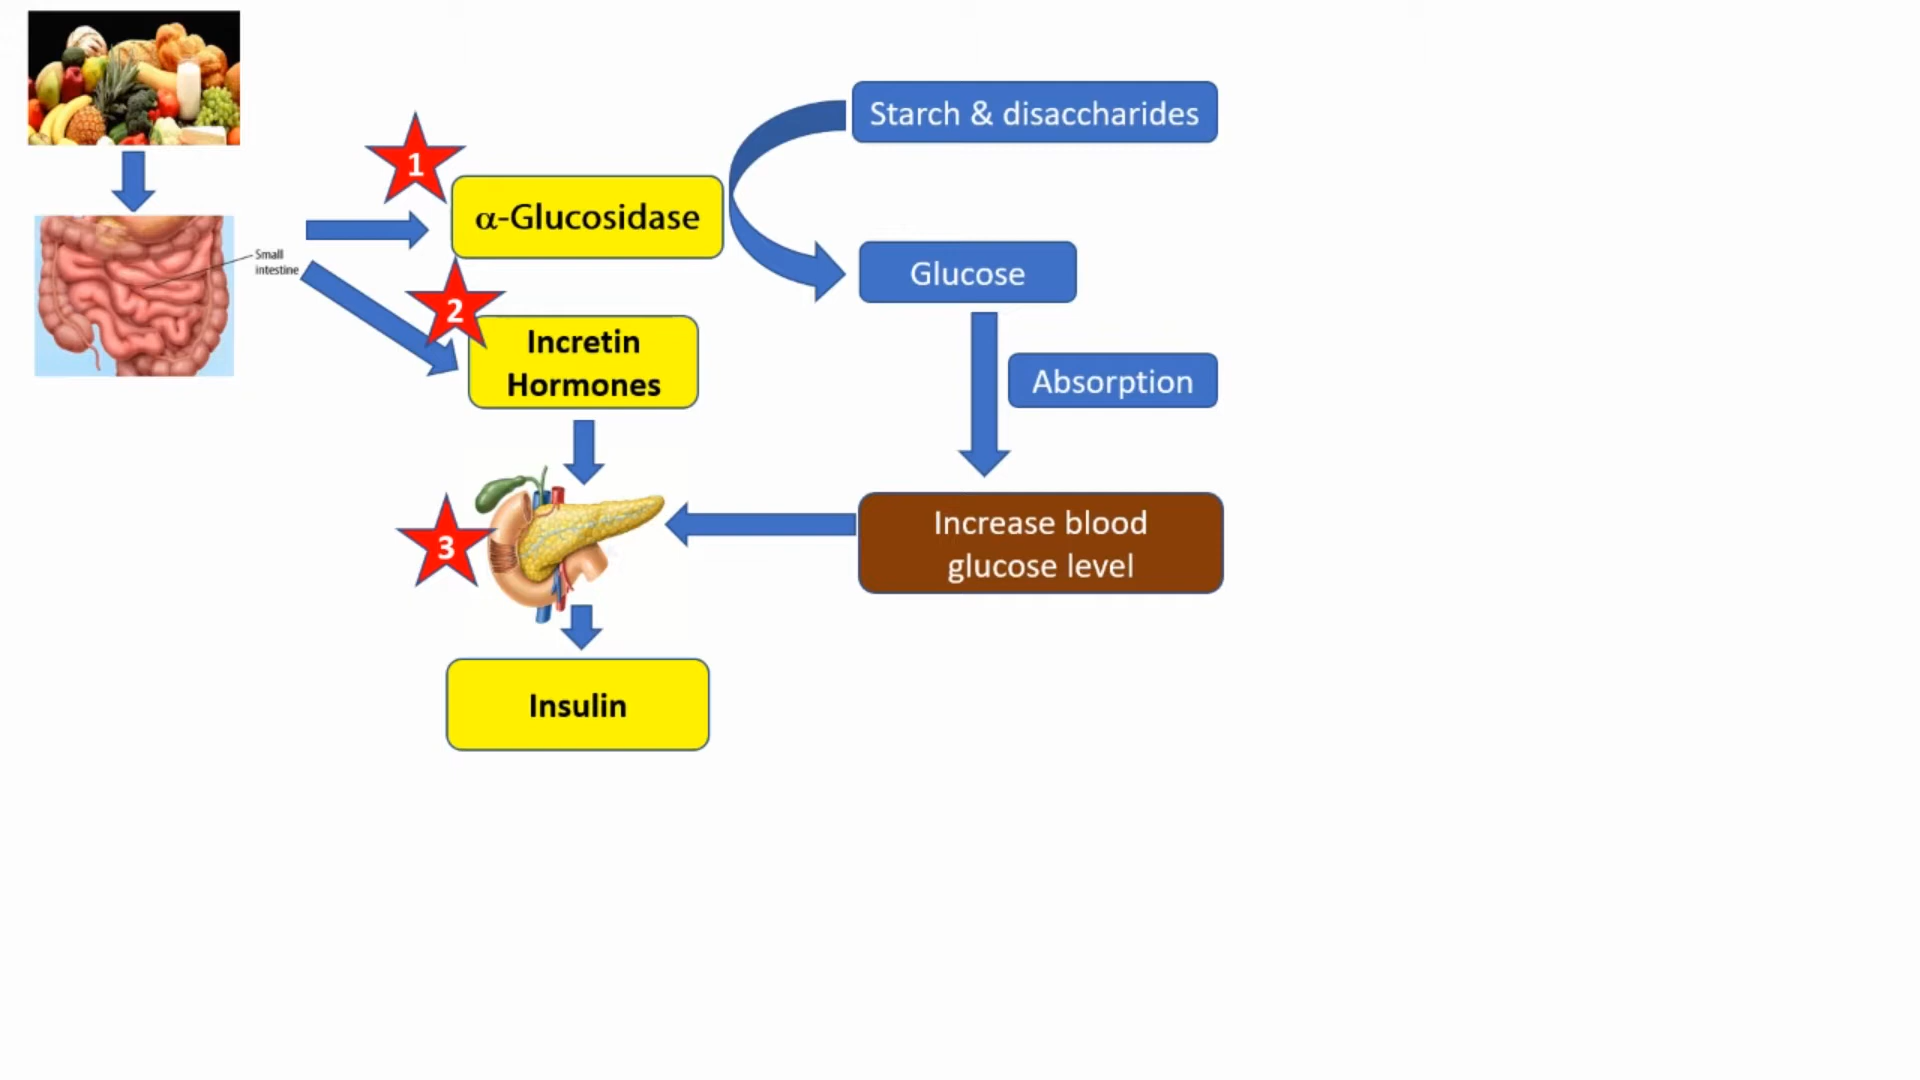 Starch & disaccharides
1
α-Glucosidase
Small
intestine
Glucose
2
Incretin
Hormones
Absorption
3
Increase blood
glucose level
Insulin